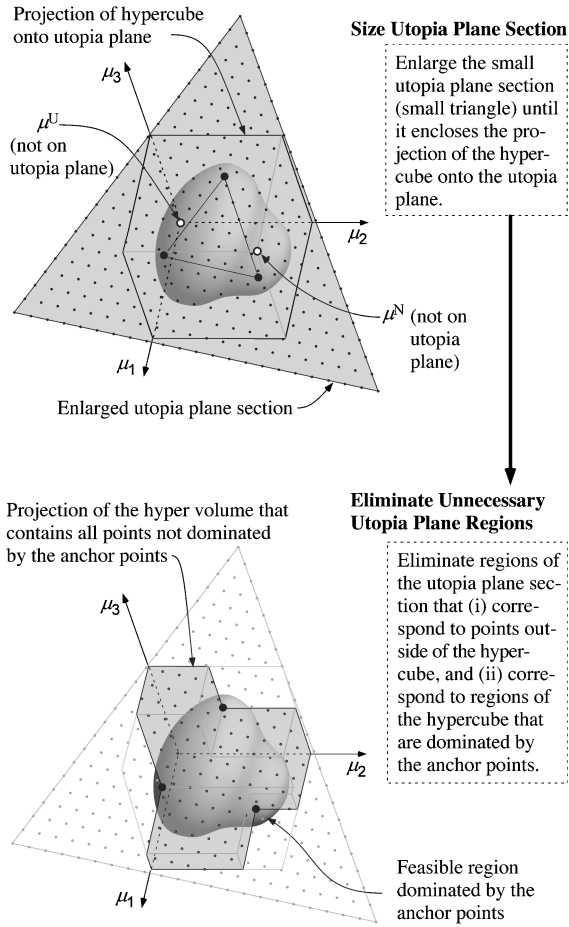 Projection of hypercube
onto utopia plane
Size Utopia Plane Section
Enlarge the small
utopia plane section
(small triangle) until
it encloses the pro-
jection of the hyper-
cube onto the utopia
plane.
μ3
μU
(not on
utopia plane)
μ2
μN (not on
utopia
plane)
μ1
Enlarged utopia plane section
Projection of the hyper volume that
contains all points not dominated
by the anchor points
Eliminate Unnecessary
Utopia Plane Regions
Eliminate regions of
the utopia plane sec-
tion that (i) corre-
spond to points out-
side of the hyper-
cube, and (ii) corre-
spond to regions of
the hypercube that
are dominated by
the anchor points.
μ3
μ2
μ1
Feasible region
dominated by the
anchor points